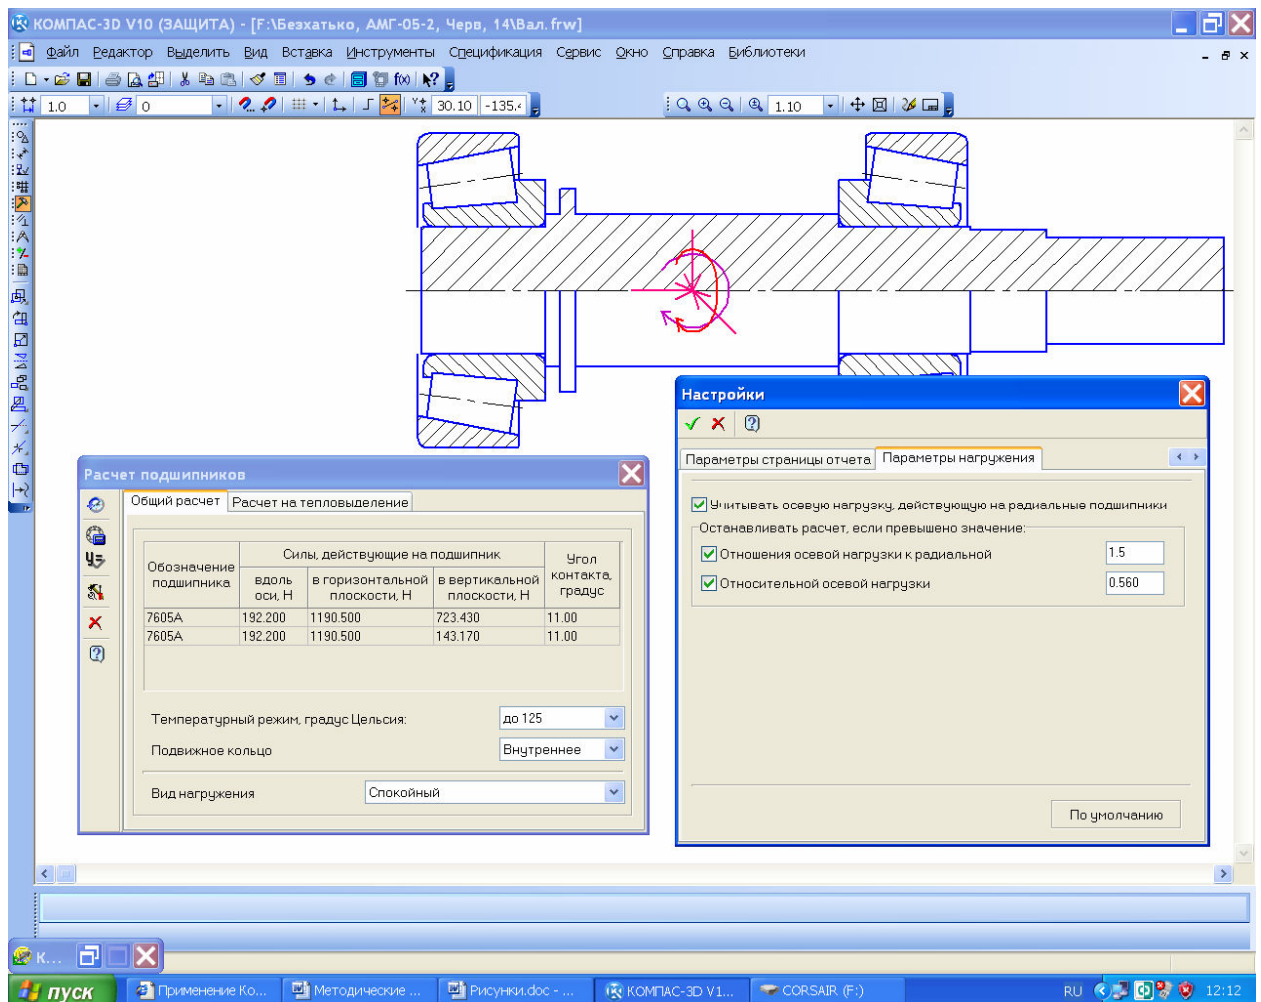 КОМПАС-3D V10 (ЗАЩИТА) - [F:\Безхатько, АМГ-05-2, Черв, 14\Вал.frw]
Файл Редактор Выделить Вид Вставка Инструменты Спецификация Сервис Окно Справка Библиотеки
1.0 0 30.10 -135.4 1.10
Настройки
Параметры страницы отчета Параметры нагружения
Учитывать осевую нагрузку, действующую на радиальные подшипники
Останавливать расчет, если превышено значение:
Отношения осевой нагрузки к радиальной 1.5
Относительной осевой нагрузки 0.560
По умолчанию
Расчет подшипников
Общий расчет Расчет на тепловыделение
Обозначение подшипника
Силы, действующие на подшипник
вдоль оси, Н
в горизонтальной плоскости, Н
в вертикальной плоскости, Н
Угол контакта, градус
7605А 192.200 1190.500 723.430 11.00
7605А 192.200 1190.500 143.170 11.00
Температурный режим, градус Цельсия: до 125
Подвижное кольцо Внутреннее
Вид нагружения Спокойный
К...
пуск Применение Ко... Методические ... Рисунки.doc - ... КОМПАС-3D V1... CORSAIR (F:) RU 12:12